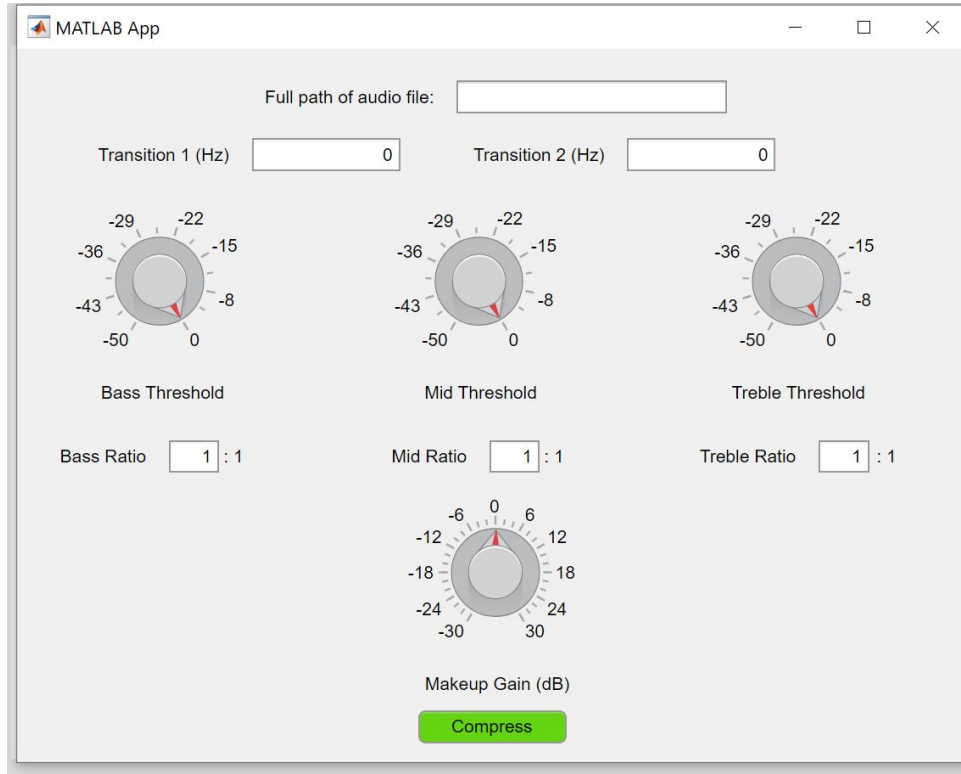 MATLAB App
Full path of audio file:
Transition 1 (Hz) 0 Transition 2 (Hz) 0
-29 -22 -29 -22 -29 -22
-36 -15 -36 -15 -36 -15
-43 -8 -43 -8 -43 -8
-50 0 -50 0 -50 0
Bass Threshold Mid Threshold Treble Threshold
Bass Ratio 1 : 1 Mid Ratio 1 : 1 Treble Ratio 1 : 1
-6 0 6
-12 12
-18 18
-24 24
-30 30
Makeup Gain (dB)
Compress